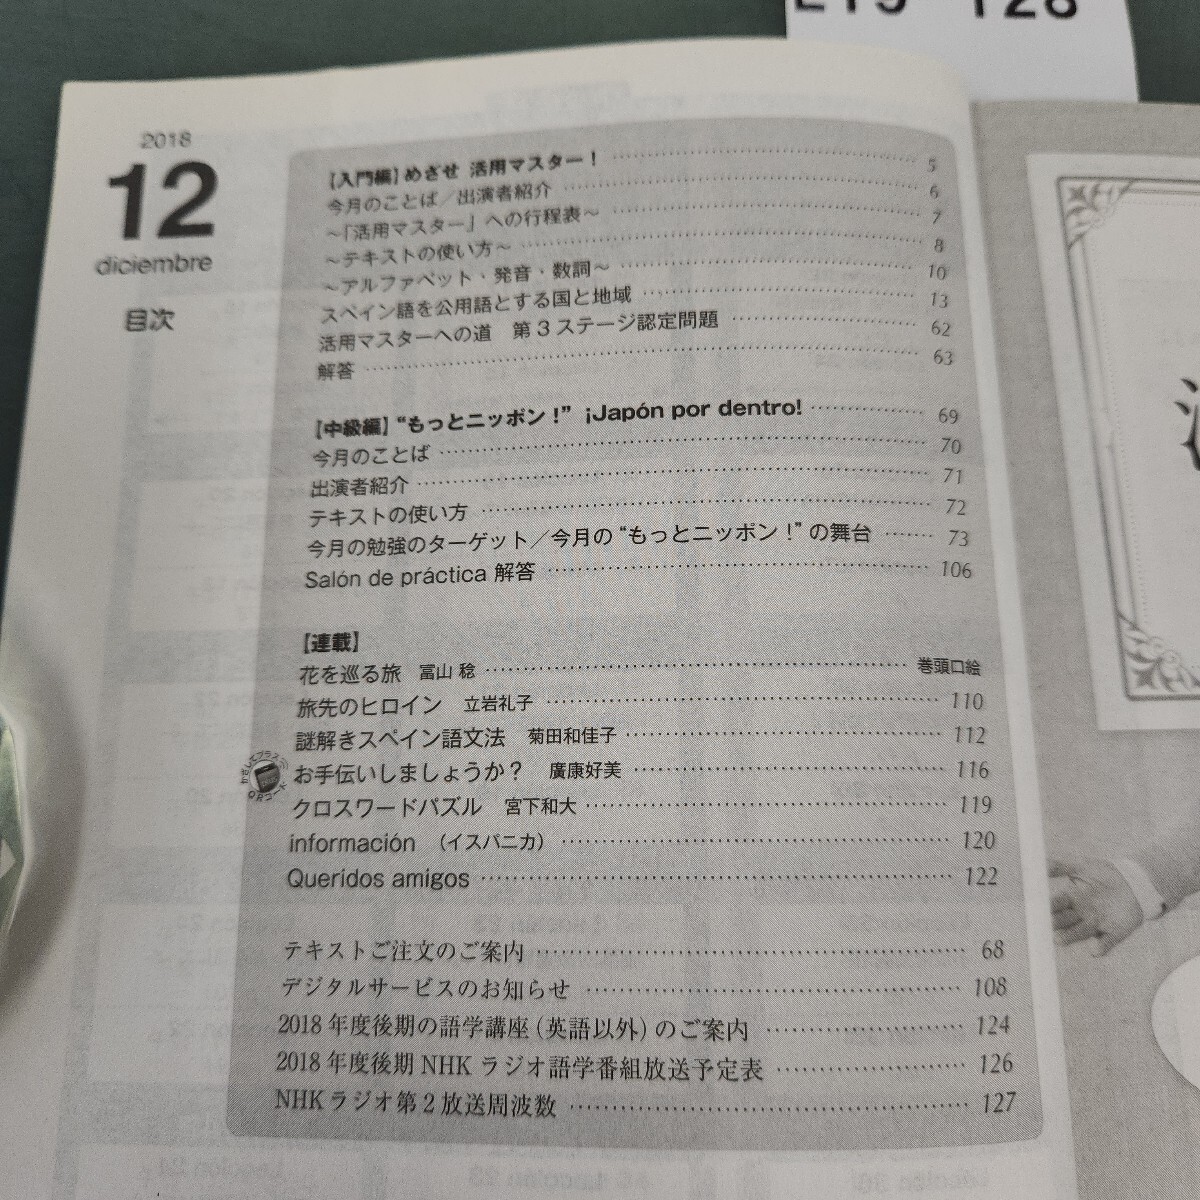 E19 128
2018
12
diciembre
目次
【入門編】めざせ 活用マスター！ 5
今月のことば／出演者紹介 6
～「活用マスター」への行程表～ 7
～テキストの使い方～ 8
～アルファベット・発音・数詞～ 10
スペイン語を公用語とする国と地域 13
活用マスターへの道 第3ステージ認定問題 62
解答 63
【中級編】“もっとニッポン！” ¡Japón por dentro! 69
今月のことば 70
出演者紹介 71
テキストの使い方 72
今月の勉強のターゲット／今月の“もっとニッポン！”の舞台 73
Salón de práctica 解答 106
【連載】
花を巡る旅 冨山 稔 巻頭口絵
旅先のヒロイン 立岩礼子 110
謎解きスペイン語文法 菊田和佳子 112
お手伝いしましょうか？ 廣康好美 116
クロスワードパズル 宮下和大 119
información （イスパニカ） 120
Queridos amigos 122
テキストご注文のご案内 68
デジタルサービスのお知らせ 108
2018年度後期の語学講座（英語以外）のご案内 124
2018年度後期NHKラジオ語学番組放送予定表 126
NHKラジオ第2放送周波数 127